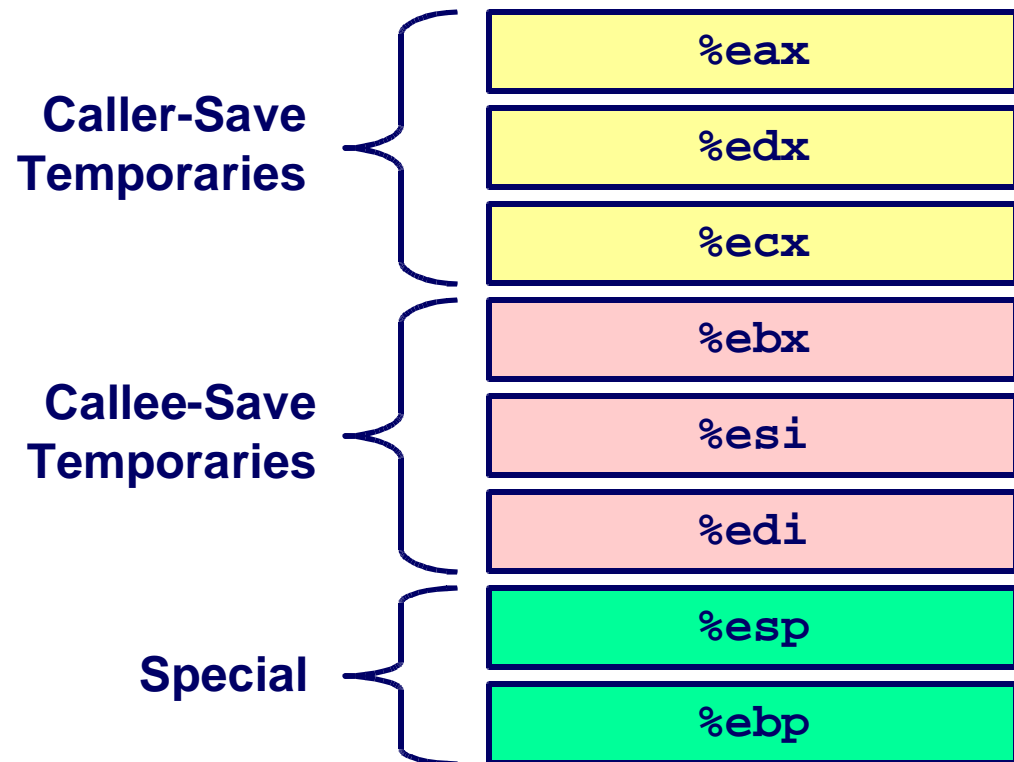 Caller-Save
Temporaries
%eax
%edx
%ecx
Callee-Save
Temporaries
%ebx
%esi
%edi
Special
%esp
%ebp